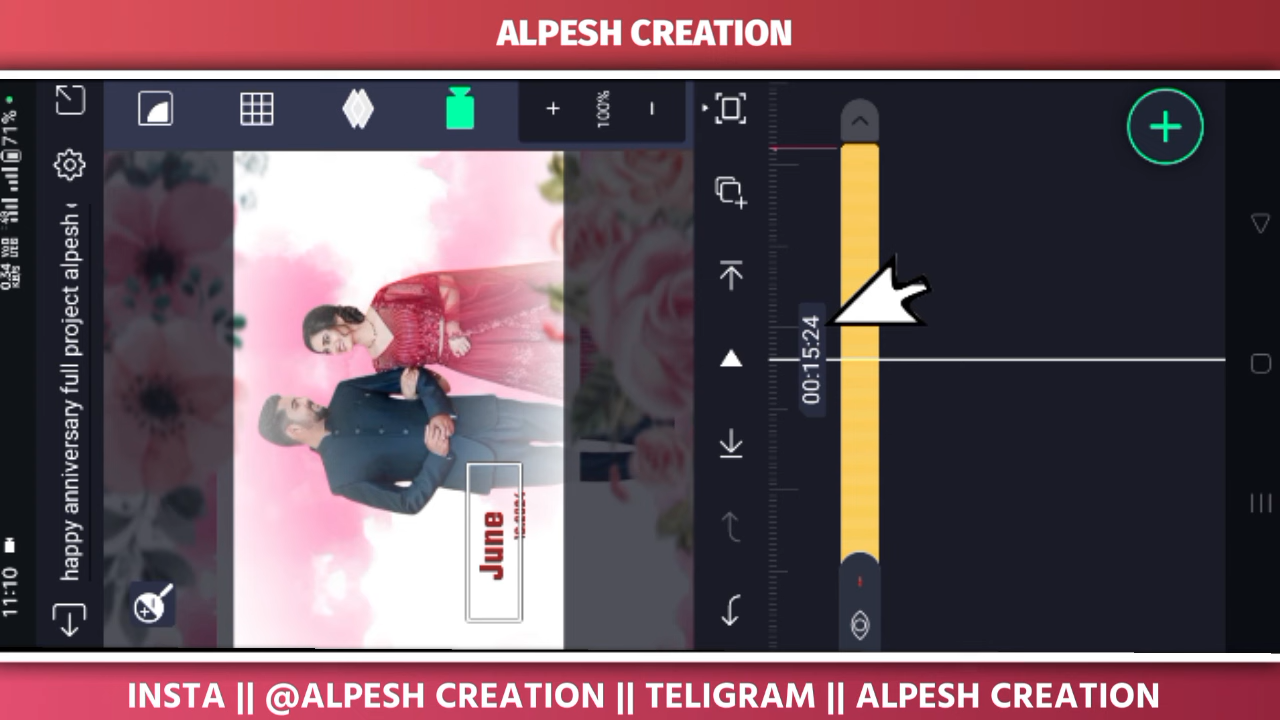 ALPESH CREATION
11:10
71%
happy anniversary full project alpesh
100%
June
00:15:24
INSTA || @ALPESH CREATION || TELIGRAM || ALPESH CREATION